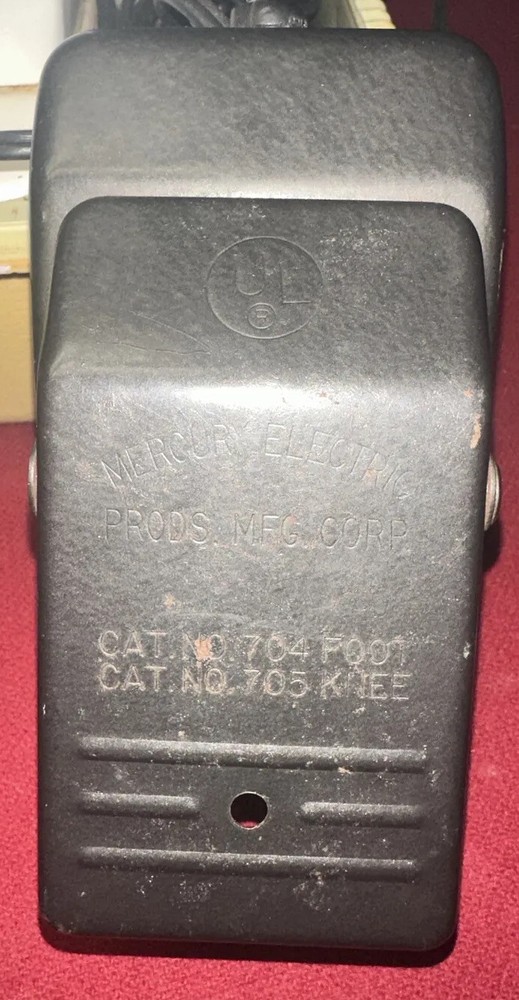 UL
®
MERCURY ELECTRIC
PRODS. MFG. CORP
CAT. NO. 704 FOOT
CAT. NO. 705 KNEE